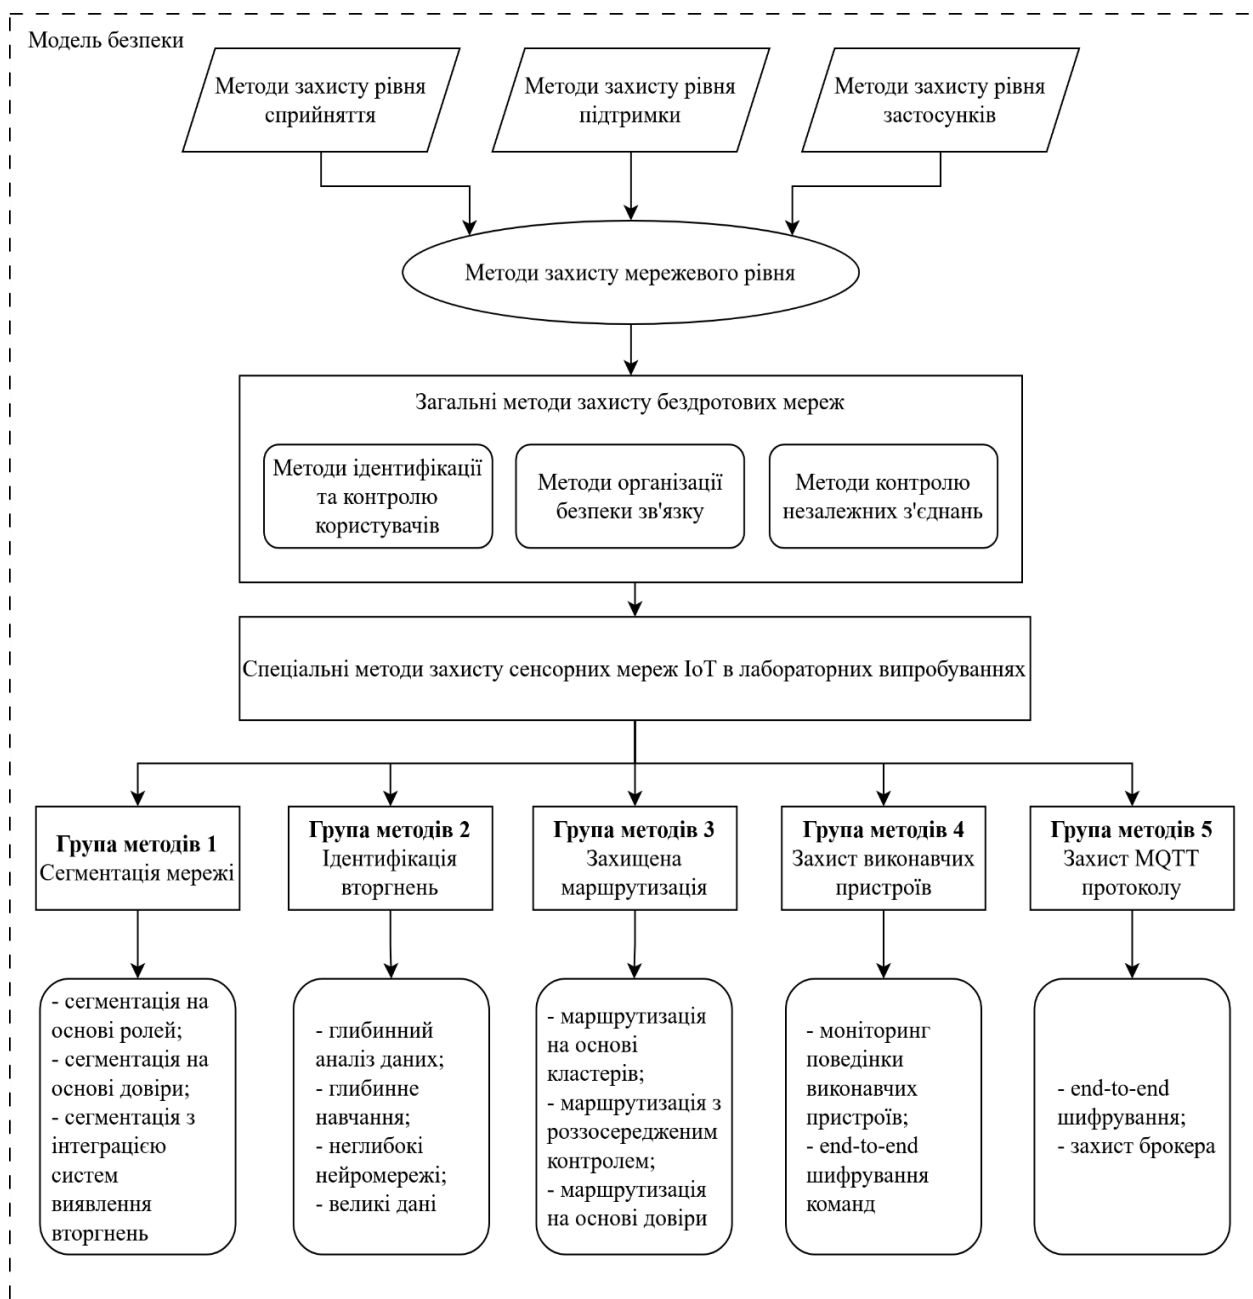 Модель безпеки
Методи захисту рівня
сприйняття
Методи захисту рівня
підтримки
Методи захисту рівня
застосунків
Методи захисту мережевого рівня
Загальні методи захисту бездротових мереж
Методи ідентифікації
та контролю
користувачів
Методи організації
безпеки зв'язку
Методи контролю
незалежних з'єднань
Спеціальні методи захисту сенсорних мереж IoT в лабораторних випробуваннях
Група методів 1
Сегментація мережі
Група методів 2
Ідентифікація
вторгнень
Група методів 3
Захищена
маршрутизація
Група методів 4
Захист виконавчих
пристроїв
Група методів 5
Захист MQTT
протоколу
- сегментація на
основі ролей;
- сегментація на
основі довіри;
- сегментація з
інтеграцією
систем
виявлення
вторгнень
- глибинний
аналіз даних;
- глибинне
навчання;
- неглибокі
нейромережі;
- великі дані
- маршрутизація
на основі
кластерів;
- маршрутизація з
роззосередженим
контролем;
- маршрутизація
на основі довіри
- моніторинг
поведінки
виконавчих
пристроїв;
- end-to-end
шифрування
команд
- end-to-end
шифрування;
- захист брокера